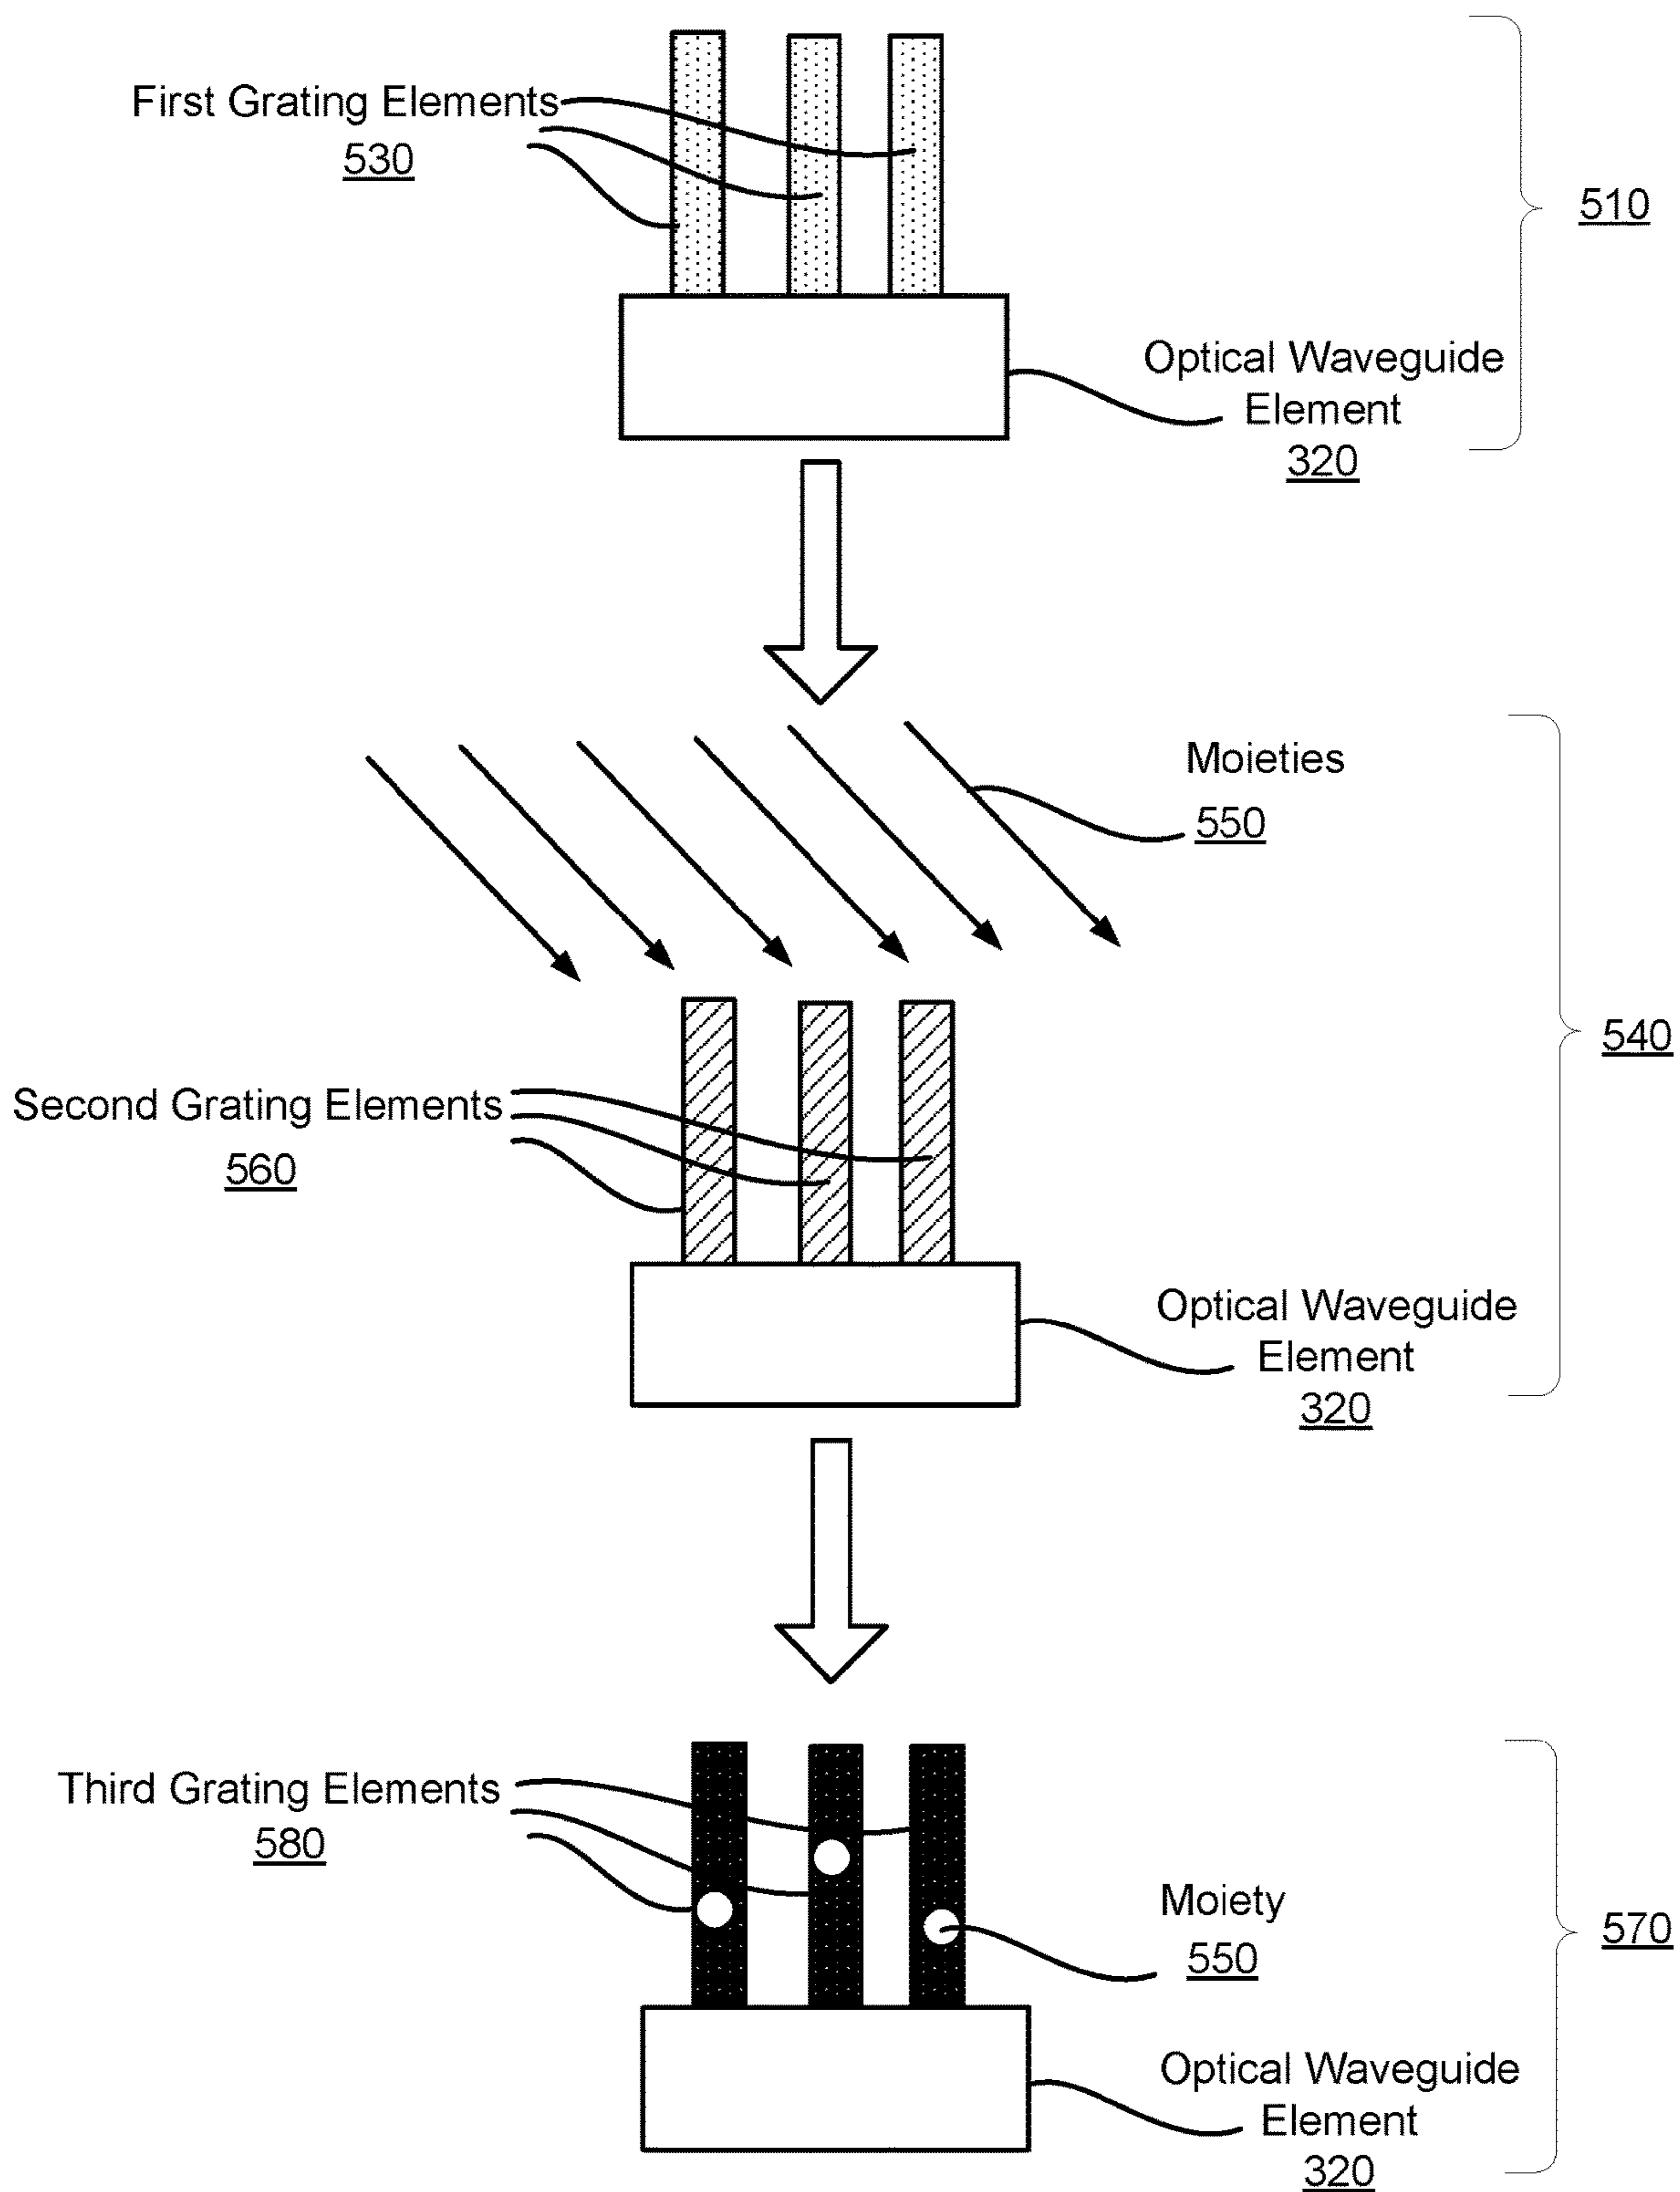 First Grating Elements
530
510
Optical Waveguide
Element
320
Moieties
550
540
Second Grating Elements
560
Optical Waveguide
Element
320
Third Grating Elements
580
Moiety
550
570
Optical Waveguide
Element
320